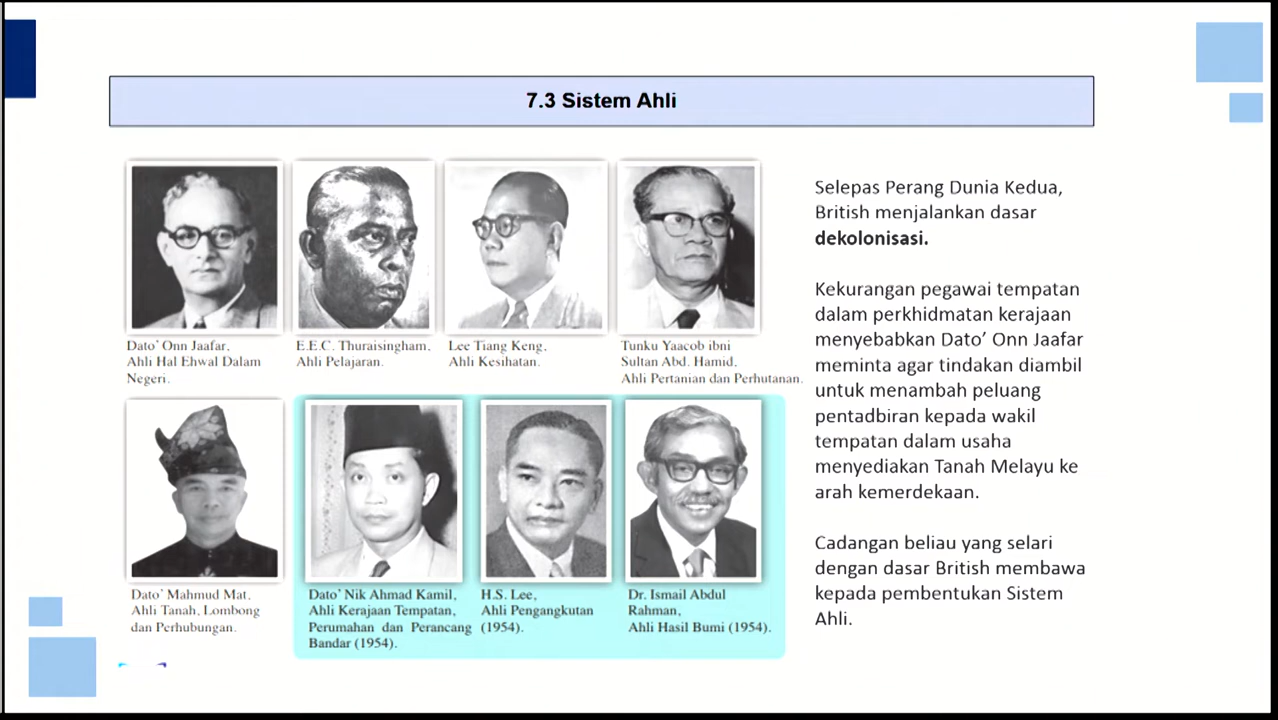 7.3 Sistem Ahli
Dato' Onn Jaafar,
Ahli Hal Ehwal Dalam
Negeri.
E.E.C. Thuraisingham,
Ahli Pelajaran.
Lee Tiang Keng,
Ahli Kesihatan.
Tunku Yaacob ibni
Sultan Abd. Hamid,
Ahli Pertanian dan Perhutanan.
Dato' Mahmud Mat,
Ahli Tanah, Lombong
dan Perhubungan.
Dato' Nik Ahmad Kamil,
Ahli Kerajaan Tempatan,
Perumahan dan Perancang
Bandar (1954).
H.S. Lee,
Ahli Pengangkutan
(1954).
Dr. Ismail Abdul
Rahman,
Ahli Hasil Bumi (1954).
Selepas Perang Dunia Kedua,
British menjalankan dasar
dekolonisasi.
Kekurangan pegawai tempatan
dalam perkhidmatan kerajaan
menyebabkan Dato' Onn Jaafar
meminta agar tindakan diambil
untuk menambah peluang
pentadbiran kepada wakil
tempatan dalam usaha
menyediakan Tanah Melayu ke
arah kemerdekaan.
Cadangan beliau yang selari
dengan dasar British membawa
kepada pembentukan Sistem
Ahli.